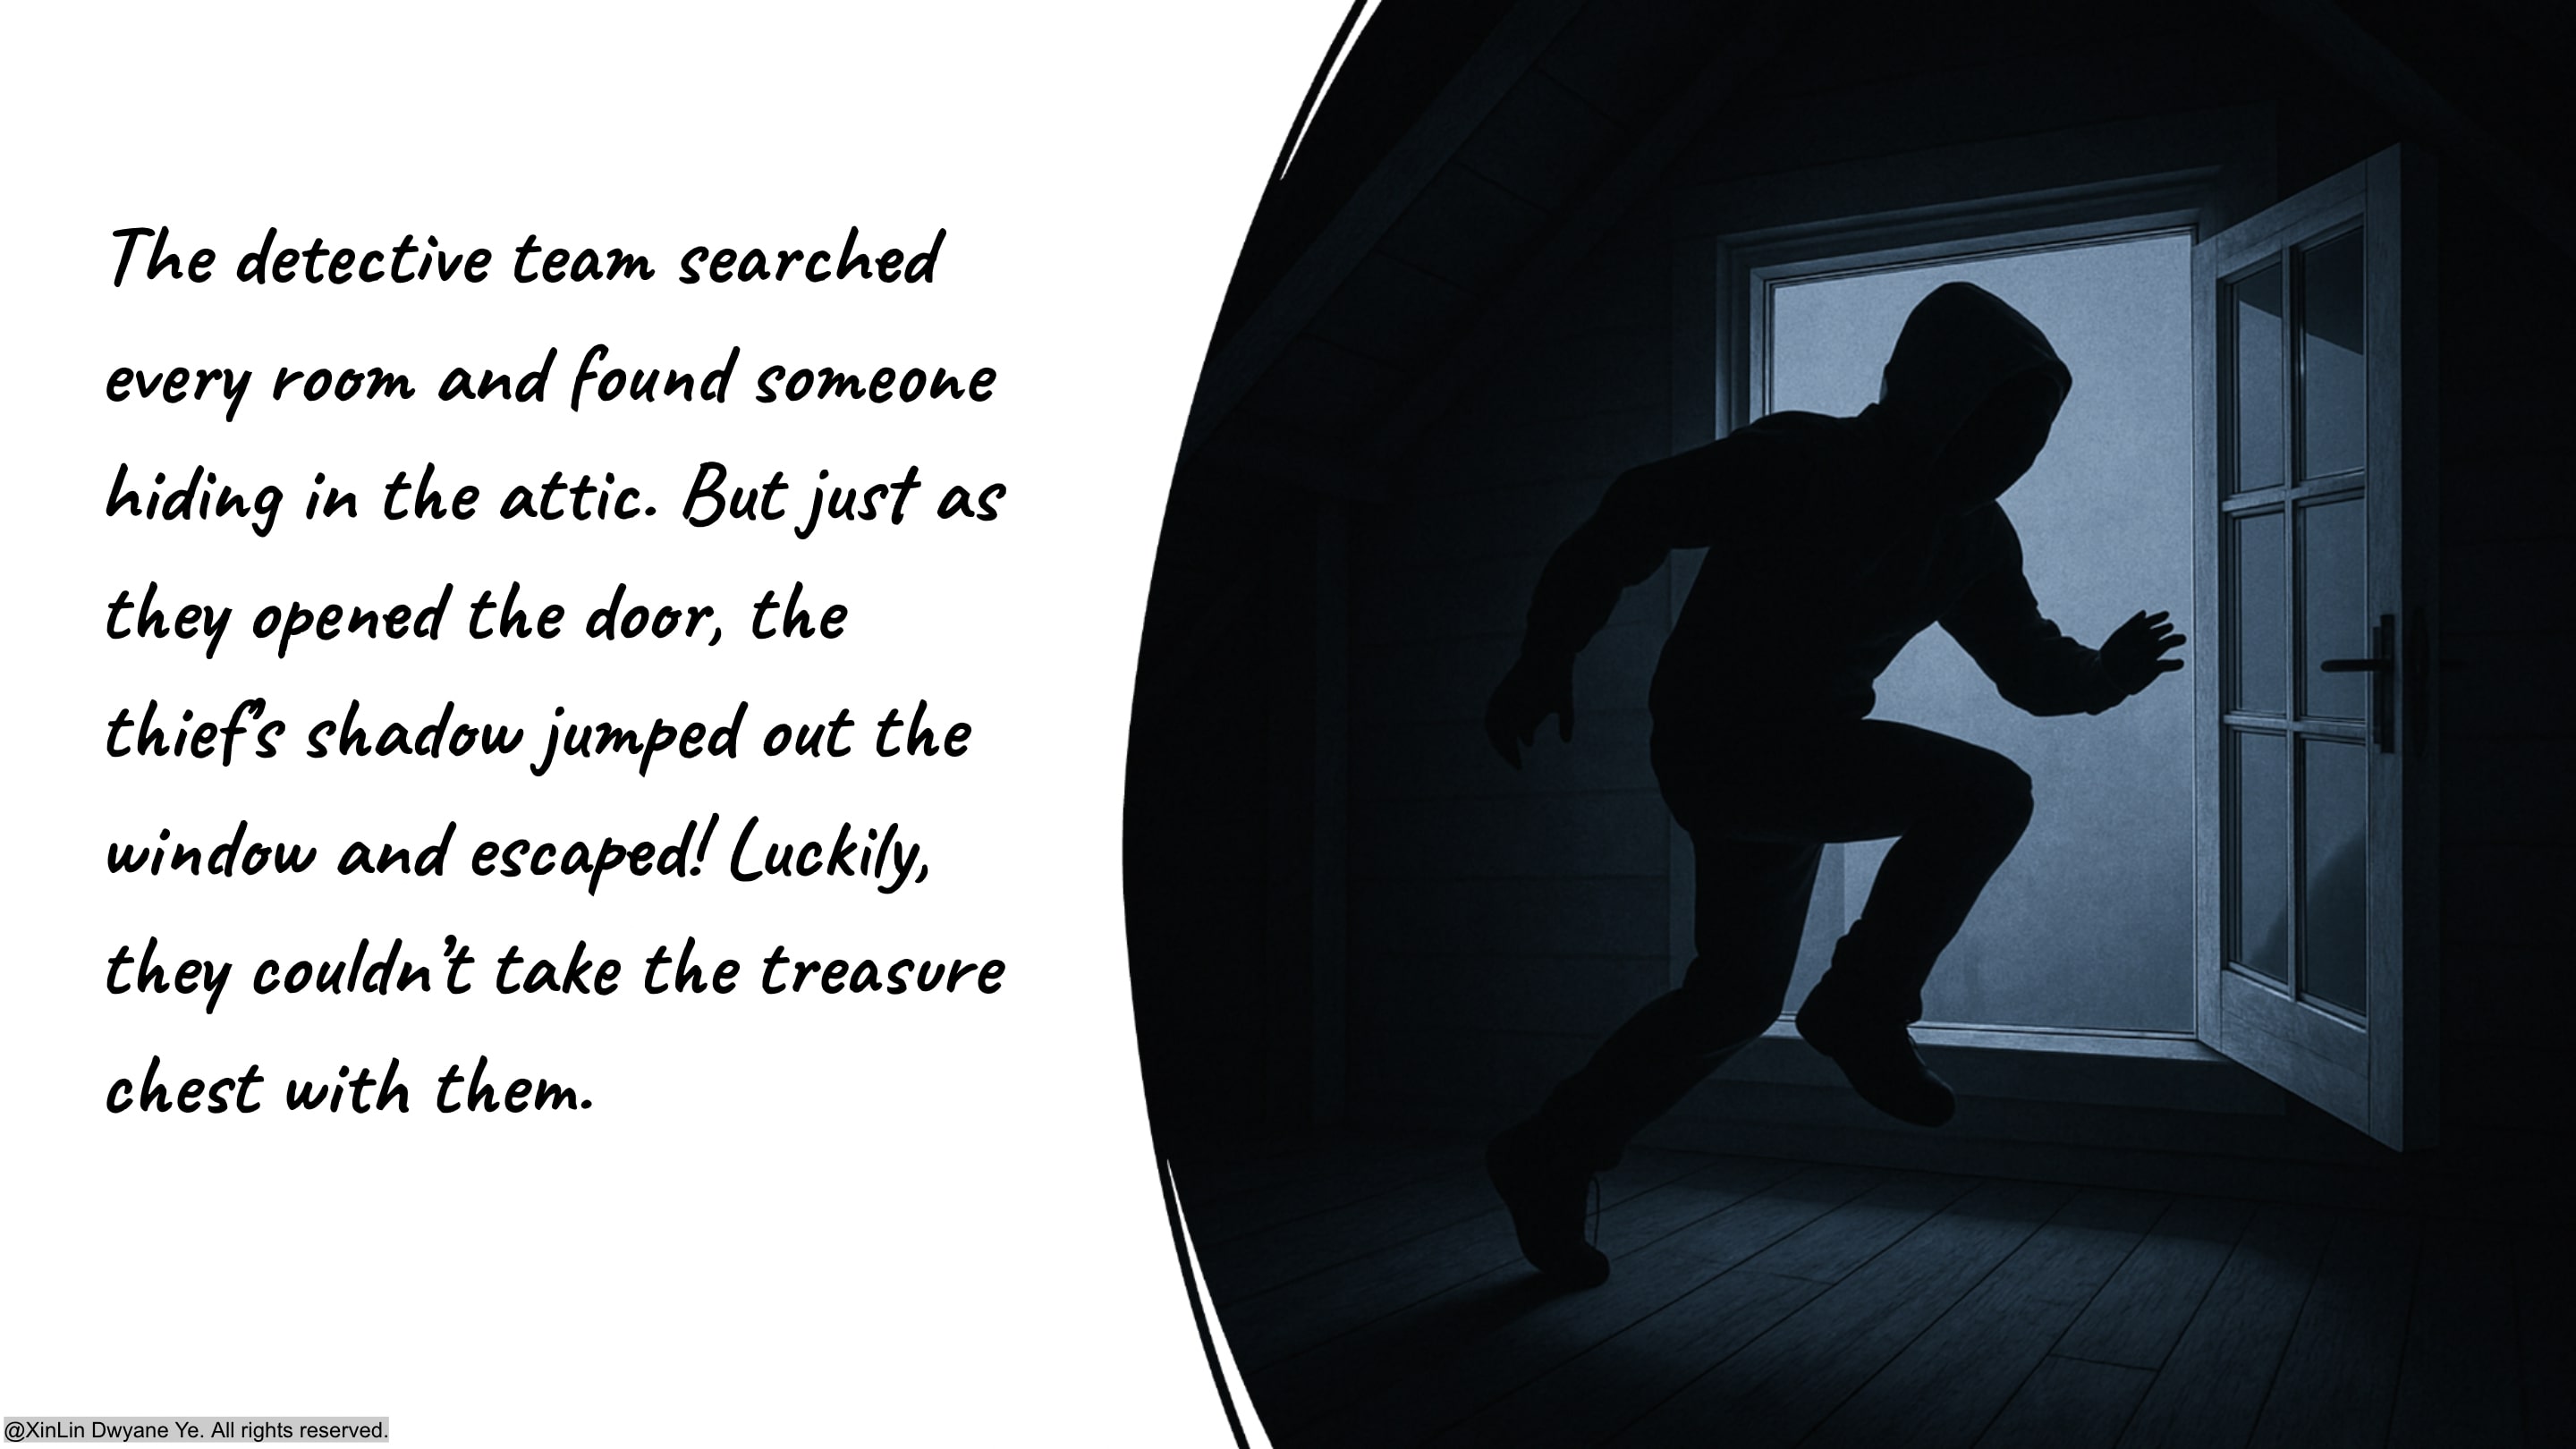 The detective team searched
every room and found someone
hiding in the attic. But just as
they opened the door, the
thief’s shadow jumped out the
window and escaped! Luckily,
they couldn’t take the treasure
chest with them.
@XinLin Dwyane Ye. All rights reserved.